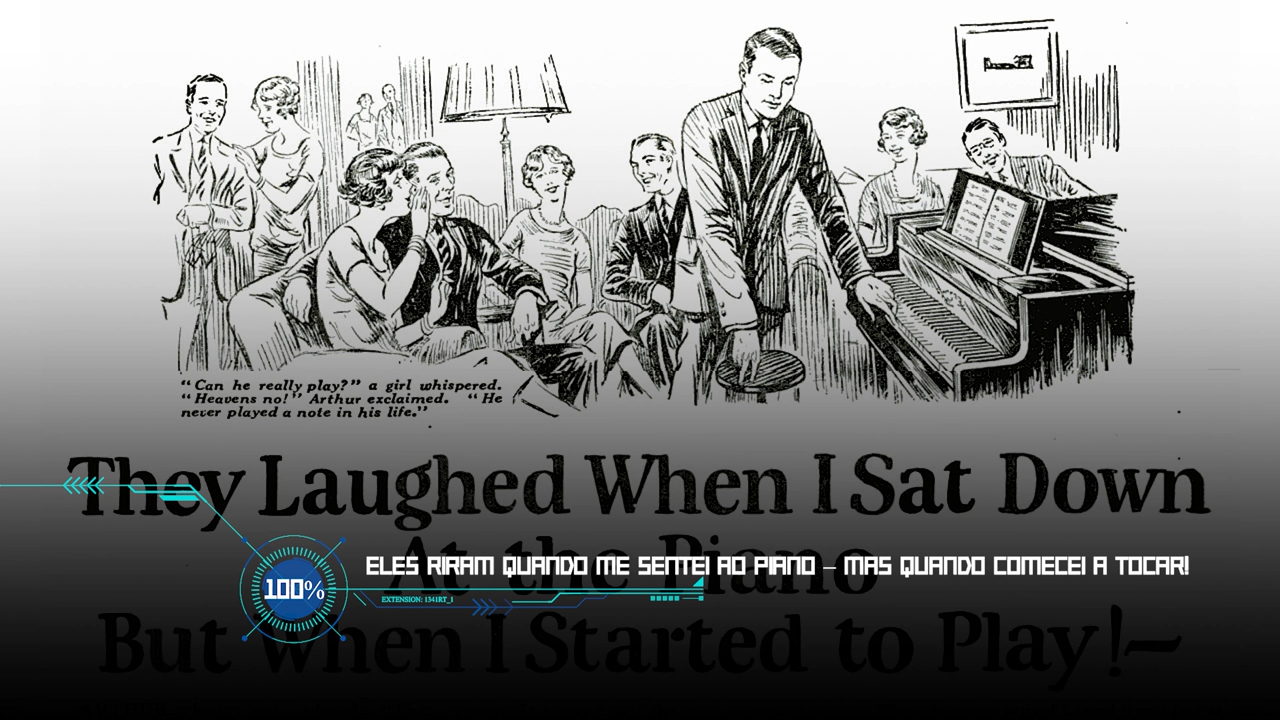 “Can he really play?” a girl whispered.
“Heavens no!” Arthur exclaimed. “He
never played a note in his life.”
They Laughed When I Sat Down
At the Piano
ELES RIRAM QUANDO ME SENTEI AO PIANO – MAS QUANDO COMECEI A TOCAR!
100%
EXTENSION: 1341RT_1
But When I Started to Play!—